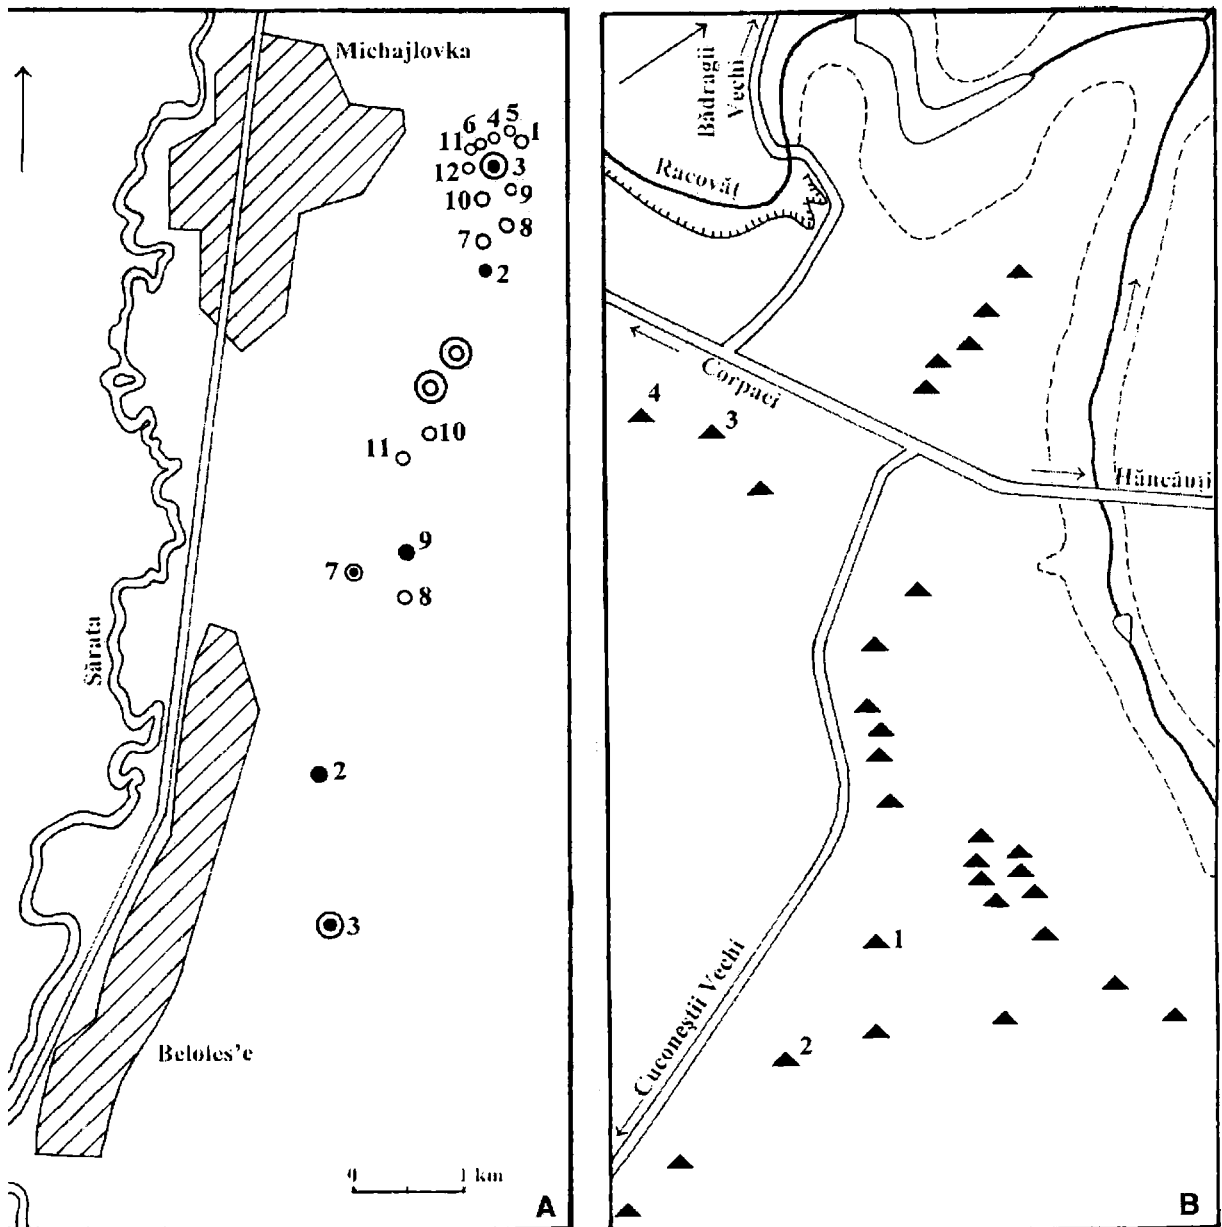 Michajlovka
5
6 4
11 1
12 3
10 9
8
7
2
10
11
9
7
8
Sărata
2
3
Beloles'e
0 1 km
A
Bădragii
Vechi
Racovăț
Corpaci
4
3
Hăncăuți
1
Cuconeștii Vechi
2
B